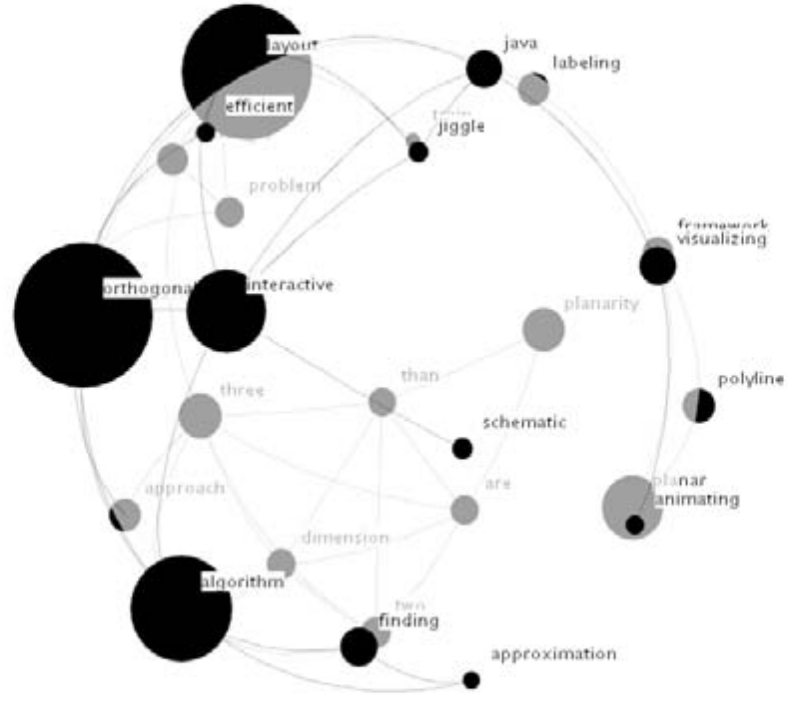 layout
java
labeling
efficient
jiggle
problem
framework
visualizing
orthogonal
interactive
planarity
than
polyline
three
schematic
are
planar
approach
animating
dimension
algorithm
two
finding
approximation